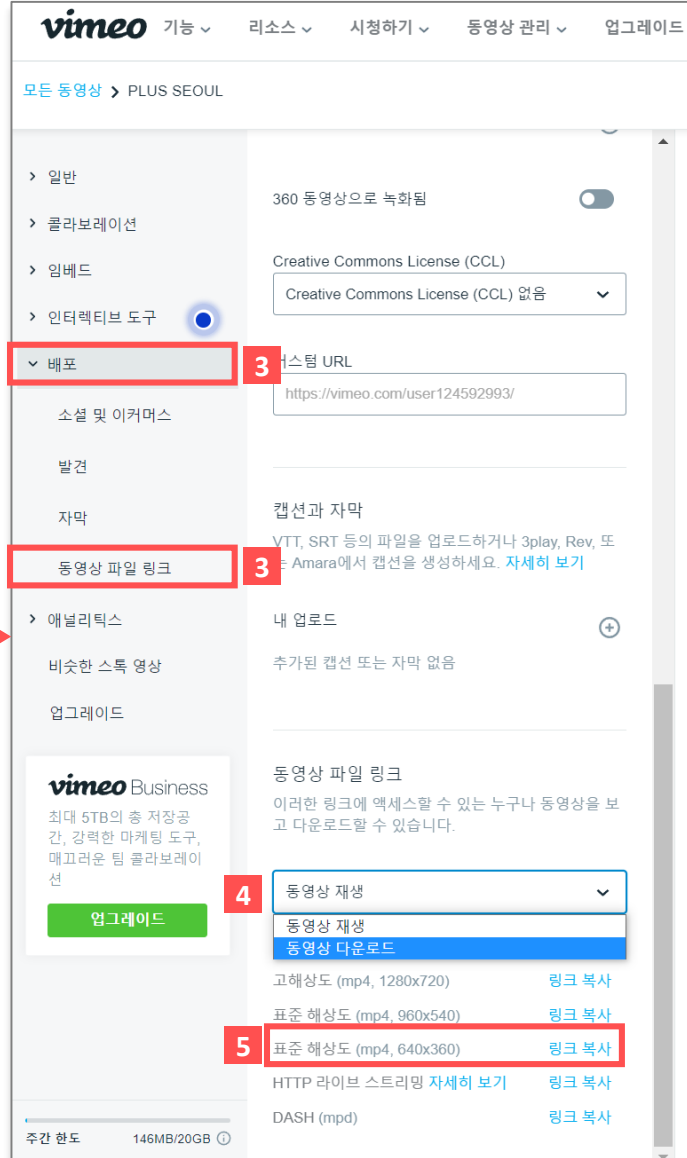 vimeo 기능 리소스 시청하기 동영상 관리 업그레이드
모든 동영상 > PLUS SEOUL
일반
콜라보레이션
임베드
인터렉티브 도구
배포
3
소셜 및 이커머스
발견
자막
동영상 파일 링크
3
애널리틱스
비슷한 스톡 영상
업그레이드
vimeo Business
최대 5TB의 총 저장공
간, 강력한 마케팅 도구,
매끄러운 팀 콜라보레이
션
업그레이드
주간 한도 146MB/20GB
360 동영상으로 녹화됨
Creative Commons License (CCL)
Creative Commons License (CCL) 없음
스텀 URL
https://vimeo.com/user124592993/
캡션과 자막
VTT, SRT 등의 파일을 업로드하거나 3play, Rev, 또
Amara에서 캡션을 생성하세요. 자세히 보기
내 업로드
추가된 캡션 또는 자막 없음
동영상 파일 링크
이러한 링크에 액세스할 수 있는 누구나 동영상을 보
고 다운로드할 수 있습니다.
4
동영상 재생
동영상 재생
동영상 다운로드
고해상도 (mp4, 1280x720) 링크 복사
표준 해상도 (mp4, 960x540) 링크 복사
5
표준 해상도 (mp4, 640x360) 링크 복사
HTTP 라이브 스트리밍 자세히 보기 링크 복사
DASH (mpd) 링크 복사